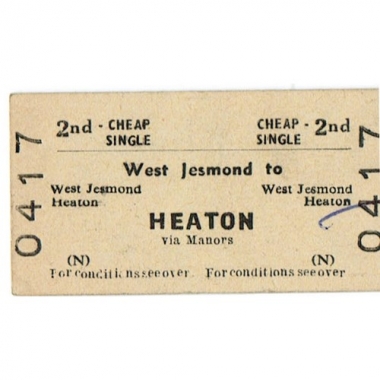 2nd - CHEAP SINGLE CHEAP - 2nd SINGLE
West Jesmond to
West Jesmond Heaton West Jesmond Heaton
HEATON
via Manors
(N) (N)
For conditions see over For conditions see over
0417 0417